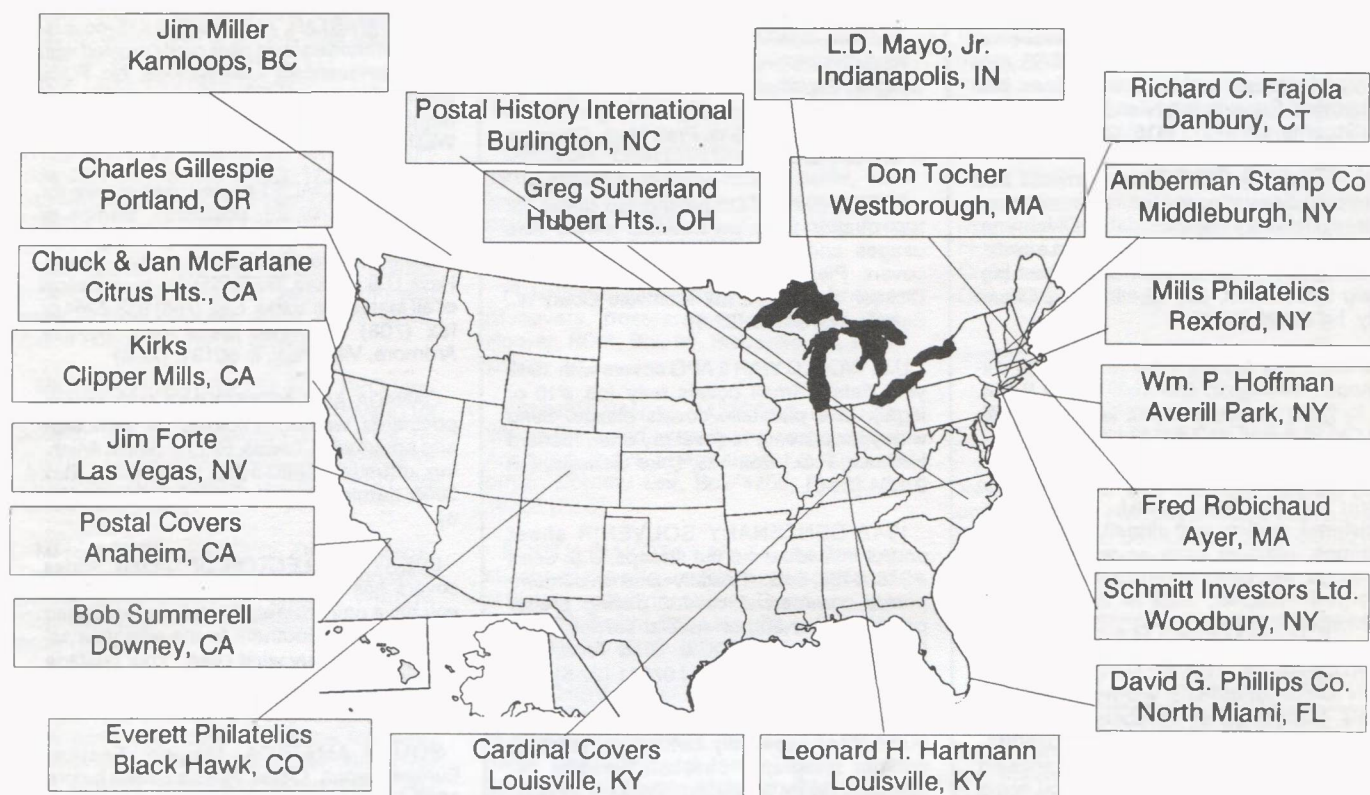 Jim Miller
Kamloops, BC
L.D. Mayo, Jr.
Indianapolis, IN
Richard C. Frajola
Danbury, CT
Postal History International
Burlington, NC
Charles Gillespie
Portland, OR
Greg Sutherland
Hubert Hts., OH
Don Tocher
Westborough, MA
Amberman Stamp Co
Middleburgh, NY
Chuck & Jan McFarlane
Citrus Hts., CA
Mills Philatelics
Rexford, NY
Kirks
Clipper Mills, CA
Wm. P. Hoffman
Averill Park, NY
Jim Forte
Las Vegas, NV
Fred Robichaud
Ayer, MA
Postal Covers
Anaheim, CA
Schmitt Investors Ltd.
Woodbury, NY
Bob Summerell
Downey, CA
David G. Phillips Co.
North Miami, FL
Everett Philatelics
Black Hawk, CO
Cardinal Covers
Louisville, KY
Leonard H. Hartmann
Louisville, KY